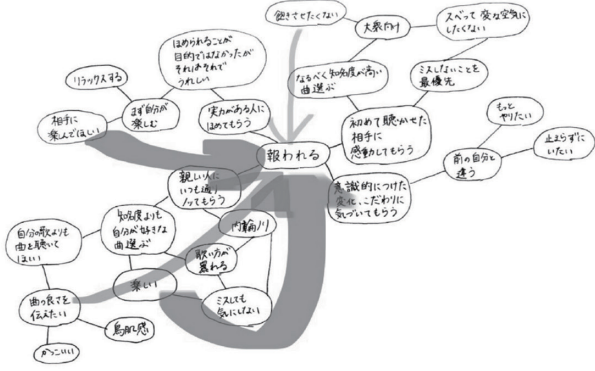 飽きさせたくない
大衆向け
スベって変な空気に
したくない
ほめられることが
目的ではなかったが
それはそれで
うれしい
なるべく知名度が高い
曲選ぶ
ミスしないことを
最優先
リラックスする
まず自分が
楽しむ
実力がある人に
ほめてもらう
初めて聴かせた
相手に
感動してもらう
もっと
やりたい
相手に
楽んでほしい
報われる
前の自分と
違う
止まらずに
いたい
親しい人に
いつも通り
ノってもらう
意識的につけた
変化、こだわりに
気づいてもらう
自分の歌よりも
曲を聴いて
ほしい
知名度よりも
自分が好きな
曲選ぶ
内輪ノリ
歌い方が
暴れる
楽しい
ミスしても
気にしない
曲の良さを
伝えたい
鳥肌感
かっこいい